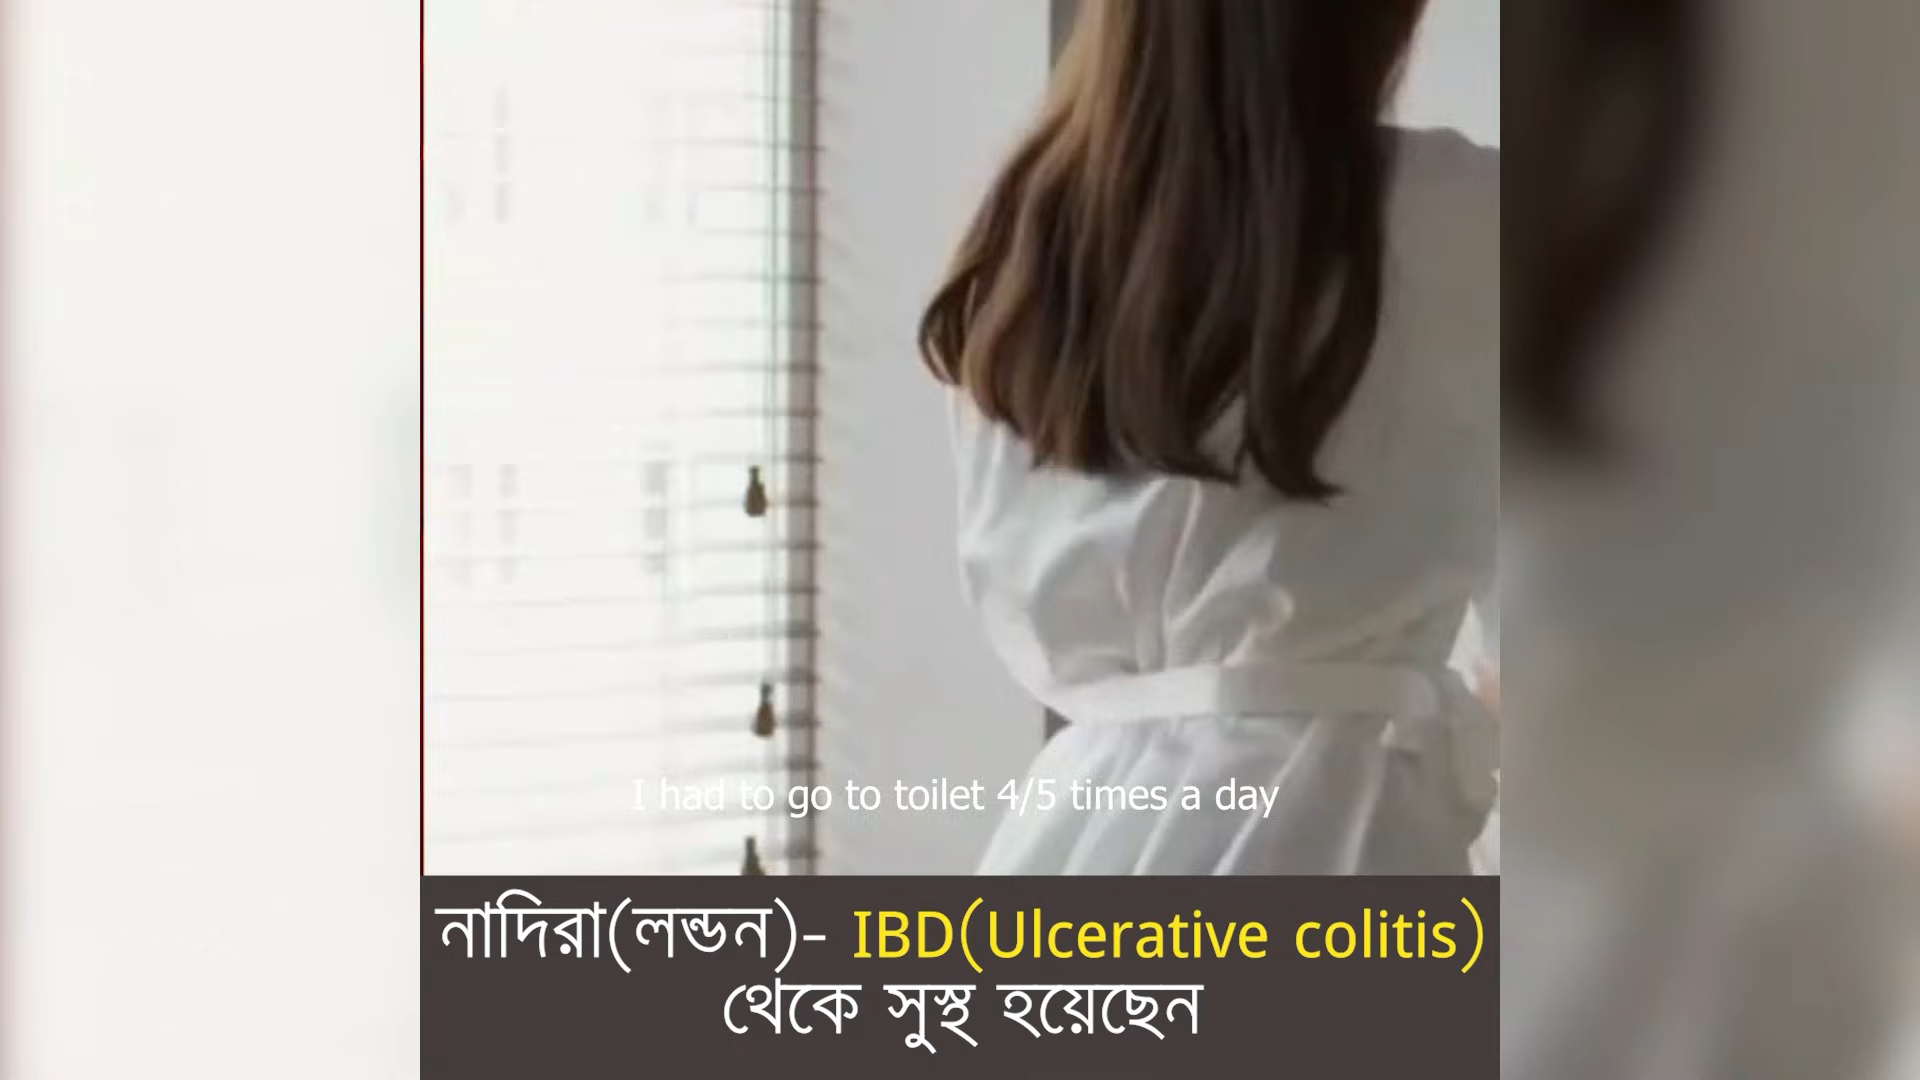 I had to go to toilet 4/5 times a day
নাদিরা(লন্ডন)- IBD(Ulcerative colitis)
থেকে সুস্থ হয়েছেন